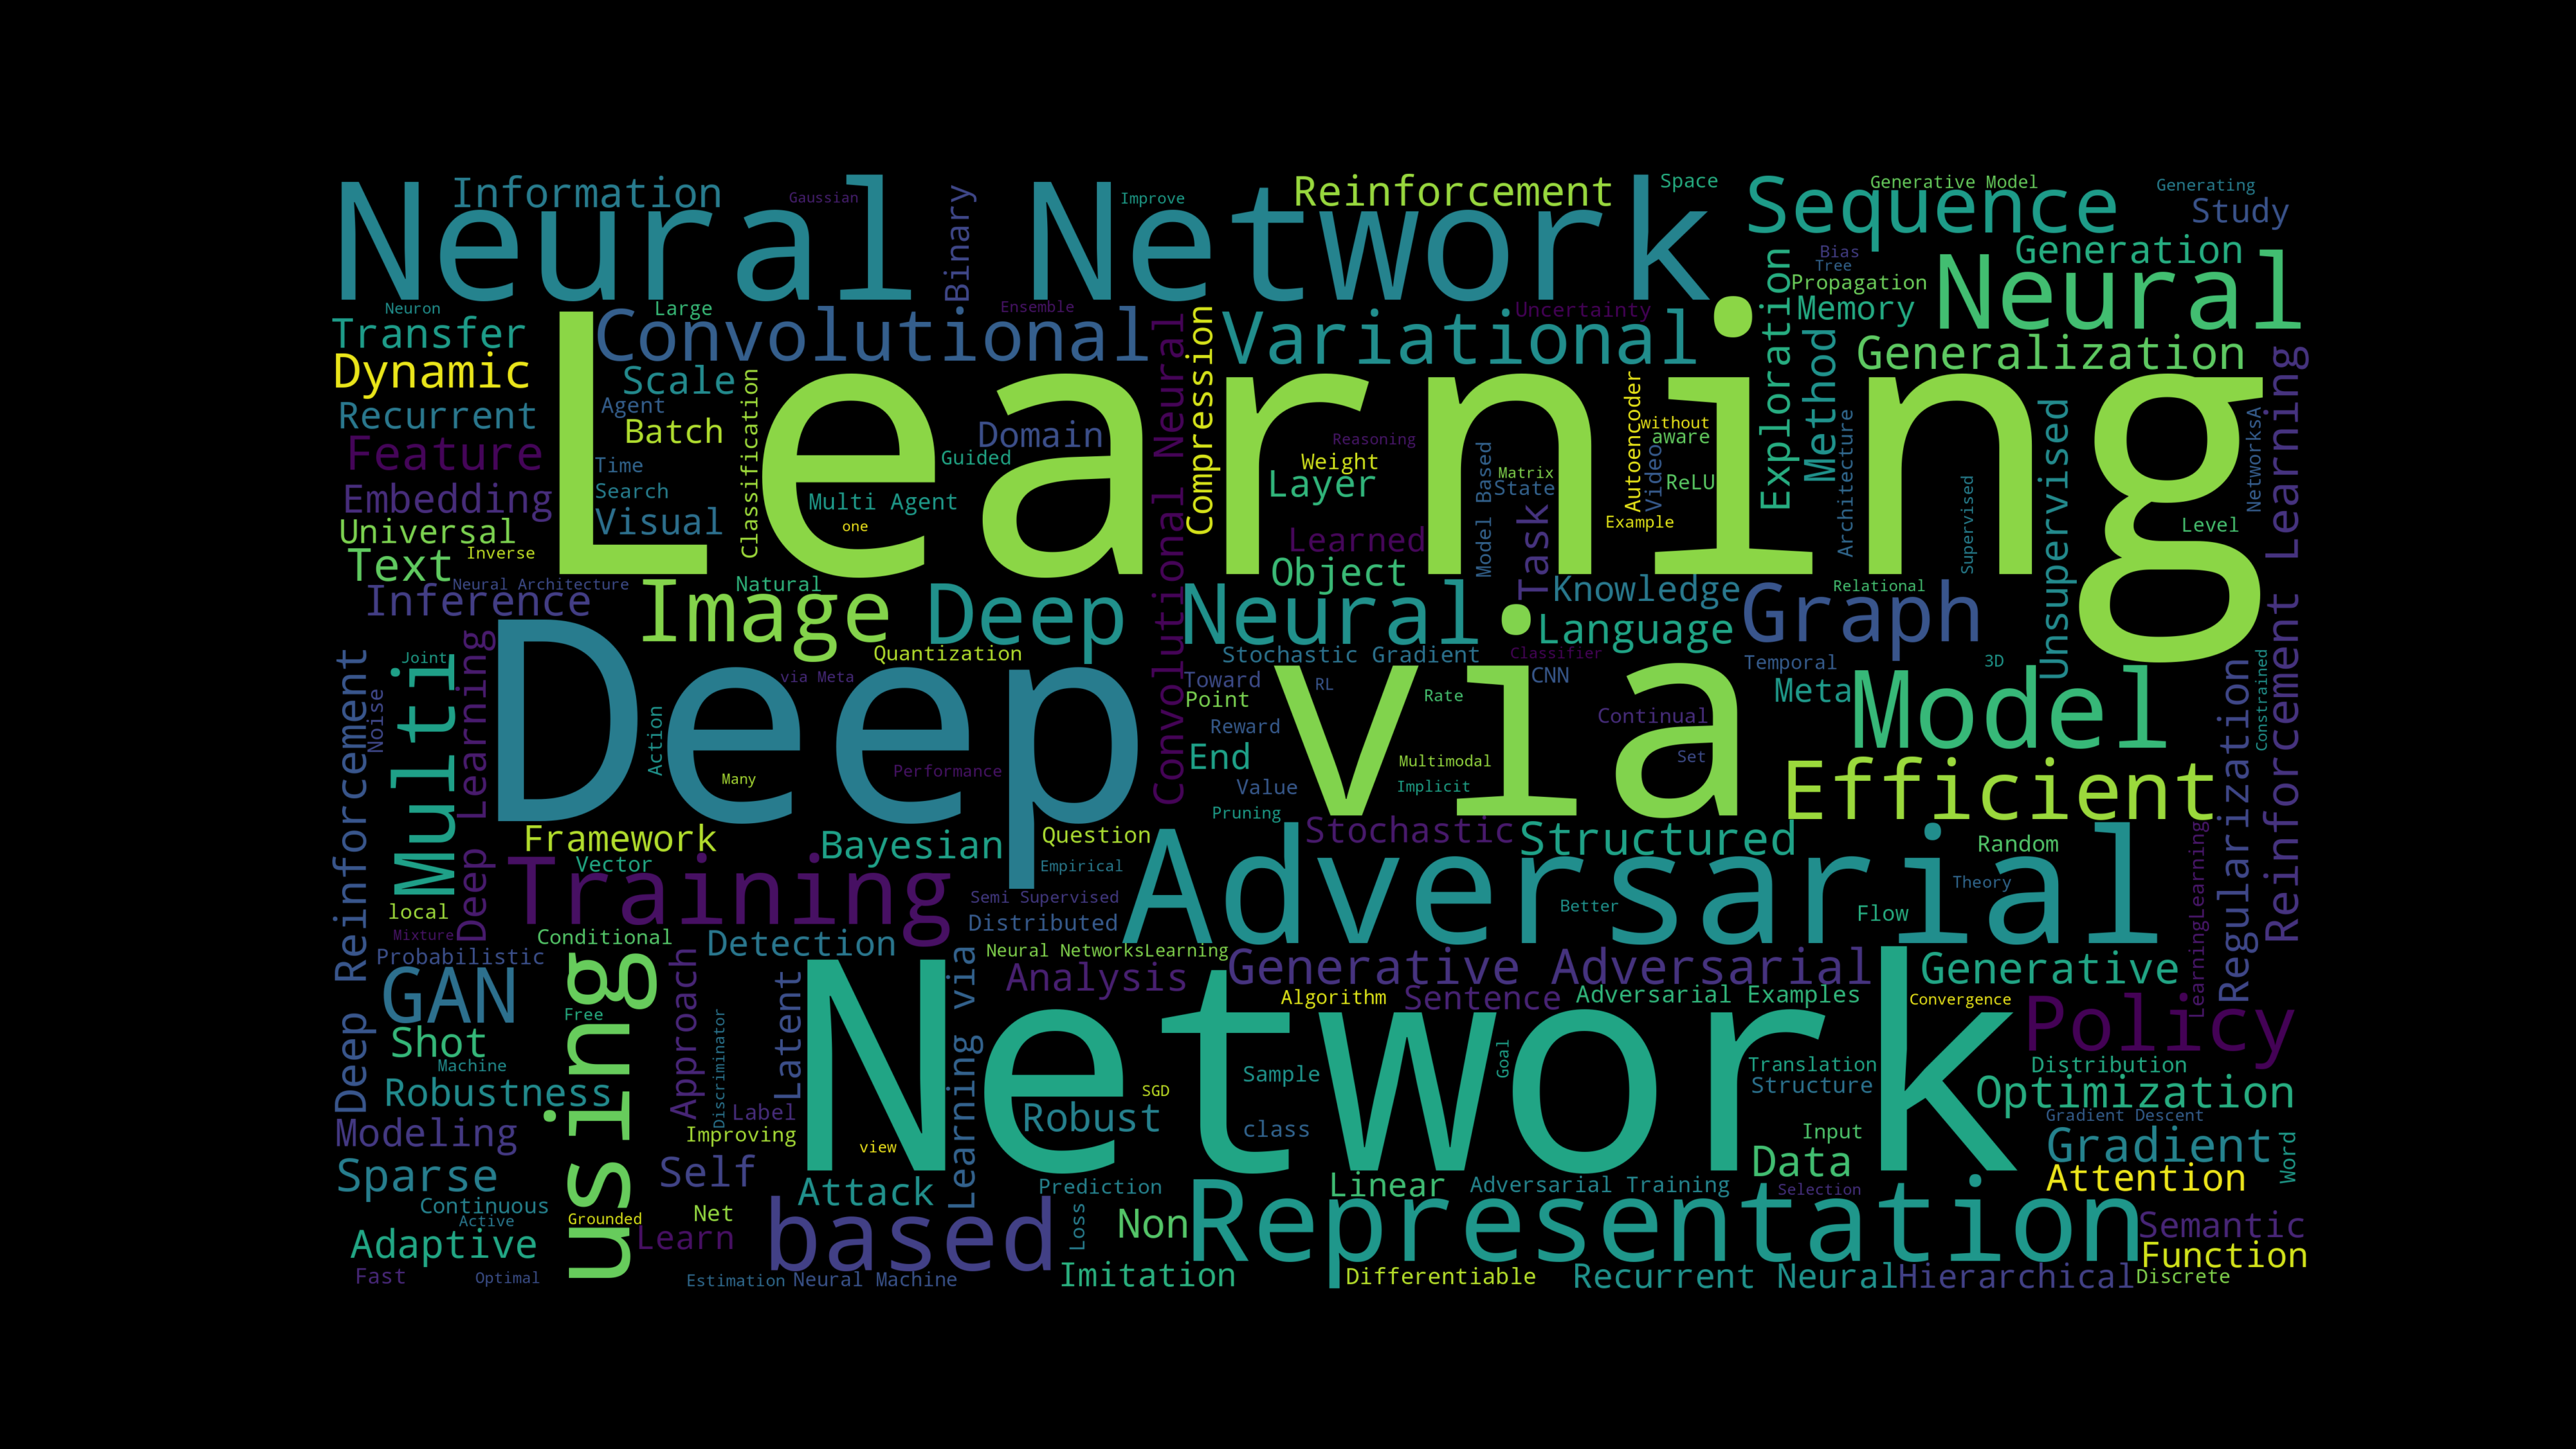 Neural Network
Information
Gaussian
Binary
Improve
Reinforcement
Space
Sequence
Generative Model
Generating
Study
Generation
Bias
Tree
Propagation
Memory
Neural
Exploration
Neuron
Large
Ensemble
Uncertainty
Transfer
Convolutional
Compression
Variational
Method
Generalization
Dynamic
Scale
Learning
Recurrent
Agent
Batch
Classification
Domain
Guided
Convolutional Neural
Reasoning
Weight
Layer
Autoencoder
without
aware
Video
ReLU
Matrix
State
Model Based
Example
Architecture
Supervised
Unsupervised
NetworksA
Level
Reinforcement Learning
Feature
Time
Search
Embedding
Visual
Multi Agent
one
Universal
Inverse
Text
Neural Architecture
Inference
Natural
Image
Deep Neural
Learned
Object
Task
Knowledge
Language
Relational
Graph
Quantization
Stochastic Gradient
Classifier
Temporal
3D
Joint
Deep Reinforcement
Noise
Multi
Deep Learning
Deep
via Meta
Action
Many
Performance
Toward
Point
RL
Rate
CNN
Reward
via
Continual
End
Multimodal
Set
Value
Implicit
Pruning
Meta
Model
Constrained
Regularization
Efficient
Framework
Vector
Bayesian
Question
Empirical
Stochastic
Structured
Random
Training
Adversarial
Theory
Better
Flow
LearningLearning
local
Semi Supervised
Distributed
Mixture
Conditional
Detection
Probabilistic
Neural NetworksLearning
Analysis
Generative Adversarial
Generative
GAN
using
Free
Approach
Discriminator
Latent
Learning via
Algorithm
Sentence
Adversarial Examples
Convergence
Policy
Shot
Machine
Network
Goal
Translation
Structure
Distribution
Robustness
Optimization
Sample
SGD
Label
Improving
Robust
class
view
Input
Gradient Descent
Modeling
Data
Gradient
Word
Sparse
Self
Attack
Prediction
Linear
Adversarial Training
Selection
Attention
Continuous
Active
Grounded
Net
Learn
based
Loss
Non
Representation
Semantic
Adaptive
Function
Fast
Optimal
Estimation
Neural Machine
Imitation
Differentiable
Recurrent Neural
Hierarchical
Discrete